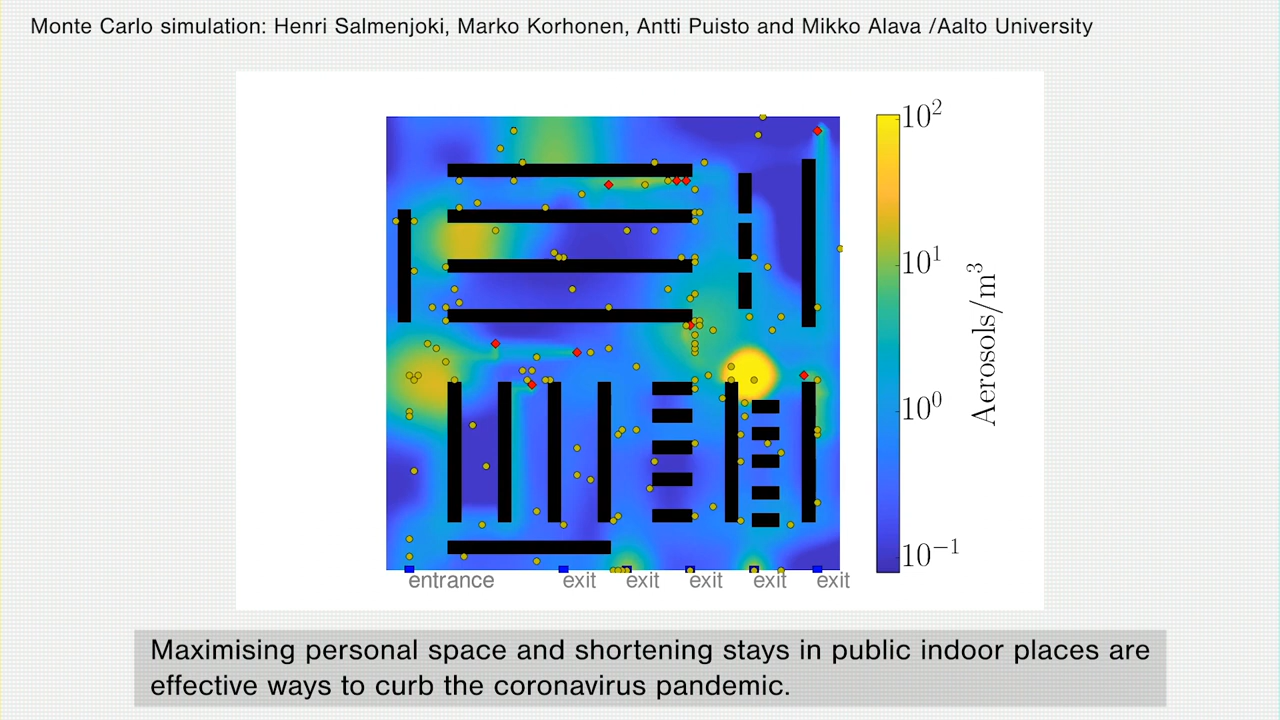 Monte Carlo simulation: Henri Salmenjoki, Marko Korhonen, Antti Puisto and Mikko Alava /Aalto University
10²
10¹
10⁰
10⁻¹
Aerosols/m³
entrance exit exit exit exit exit
Maximising personal space and shortening stays in public indoor places are
effective ways to curb the coronavirus pandemic.